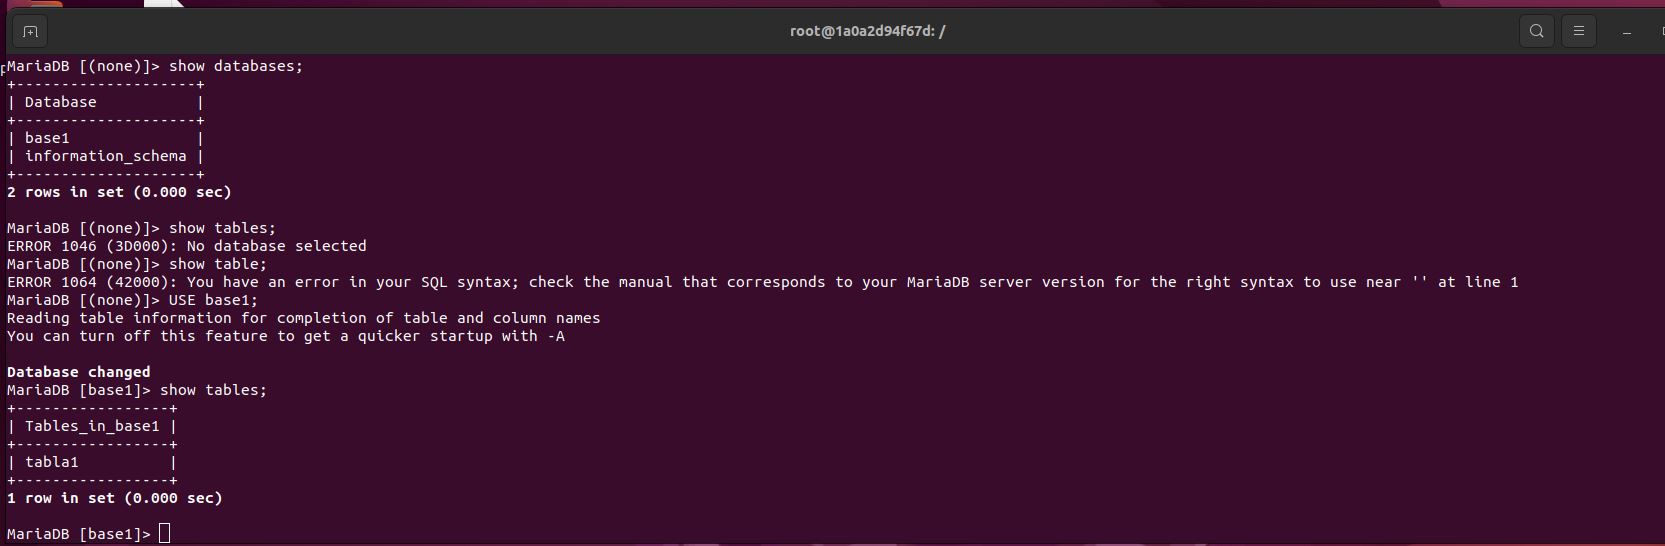 root@1a0a2d94f67d: /
MariaDB [(none)]> show databases;
+--------------------+
| Database           |
+--------------------+
| base1              |
| information_schema |
+--------------------+
2 rows in set (0.000 sec)

MariaDB [(none)]> show tables;
ERROR 1046 (3D000): No database selected
MariaDB [(none)]> show table;
ERROR 1064 (42000): You have an error in your SQL syntax; check the manual that corresponds to your MariaDB server version for the right syntax to use near '' at line 1
MariaDB [(none)]> USE base1;
Reading table information for completion of table and column names
You can turn off this feature to get a quicker startup with -A

Database changed
MariaDB [base1]> show tables;
+-----------------+
| Tables_in_base1 |
+-----------------+
| tabla1          |
+-----------------+
1 row in set (0.000 sec)

MariaDB [base1]>